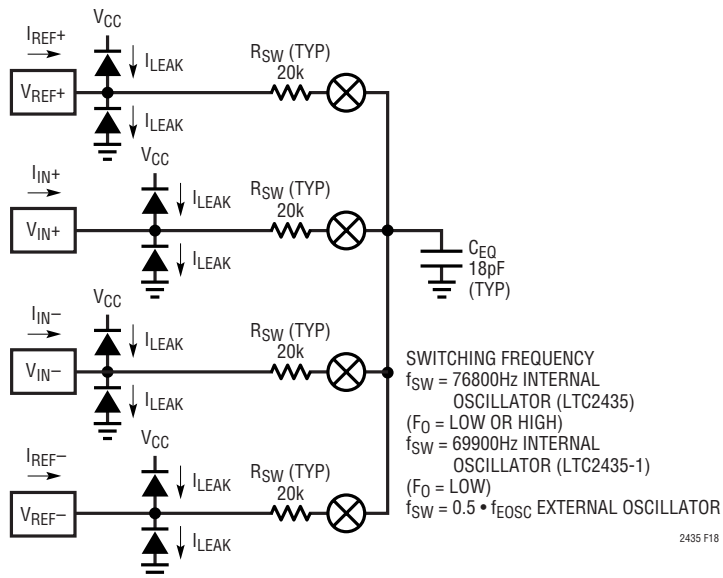 VCC
IREF+
ILEAK
VREF+
ILEAK
RSW (TYP)
20k
VCC
IIN+
ILEAK
VIN+
ILEAK
RSW (TYP)
20k
CEQ
18pF
(TYP)
VCC
IIN–
ILEAK
VIN–
ILEAK
RSW (TYP)
20k
VCC
IREF–
ILEAK
VREF–
ILEAK
RSW (TYP)
20k
SWITCHING FREQUENCY
fSW = 76800Hz INTERNAL
OSCILLATOR (LTC2435)
(FO = LOW OR HIGH)
fSW = 69900Hz INTERNAL
OSCILLATOR (LTC2435-1)
(FO = LOW)
fSW = 0.5 • fEOSC EXTERNAL OSCILLATOR
2435 F18